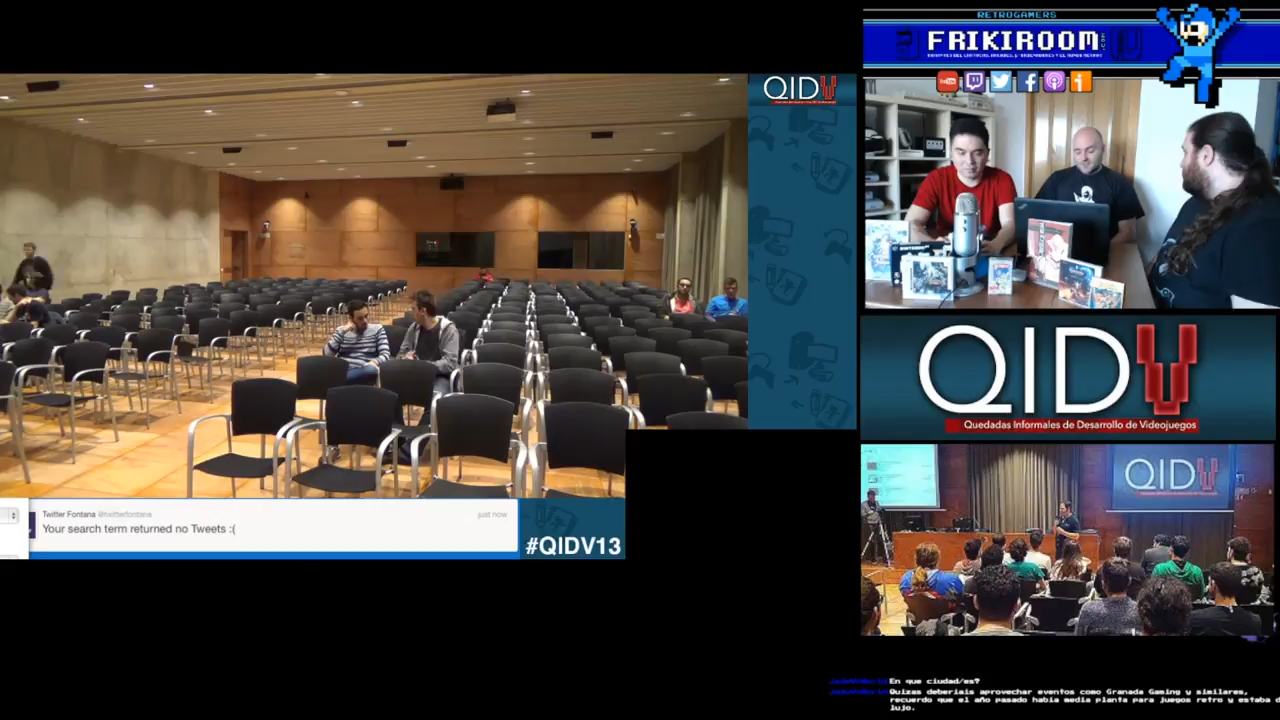 RETROGAMERS
FRIKIROOM
QIDV
QIDV
Quedadas Informales de Desarrollo de Videojuegos
QIDV
Twitter Fontana @twitterfontana
just now
Your search term returned no Tweets :(
#QIDV13
En que ciudad/es?
Quizas deberiais aprovechar eventos como Granada Gaming y similares,
recuerdo que el año pasado habia media planta para juegos retro y estaba d
lujo.